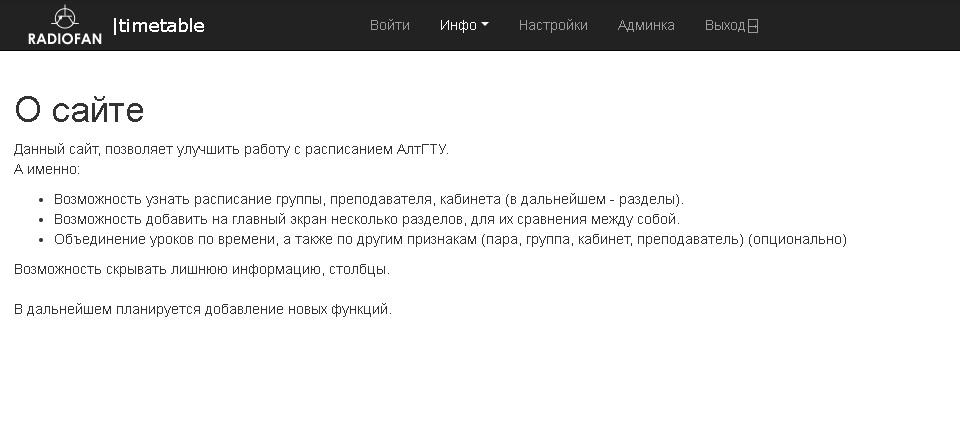 RADIOFAN |timetable Войти Инфо Настройки Админка Выход
О сайте
Данный сайт, позволяет улучшить работу с расписанием АлтГТУ.
А именно:
• Возможность узнать расписание группы, преподавателя, кабинета (в дальнейшем - разделы).
• Возможность добавить на главный экран несколько разделов, для их сравнения между собой.
• Объединение уроков по времени, а также по другим признакам (пара, группа, кабинет, преподаватель) (опционально)
Возможность скрывать лишнюю информацию, столбцы.
В дальнейшем планируется добавление новых функций.